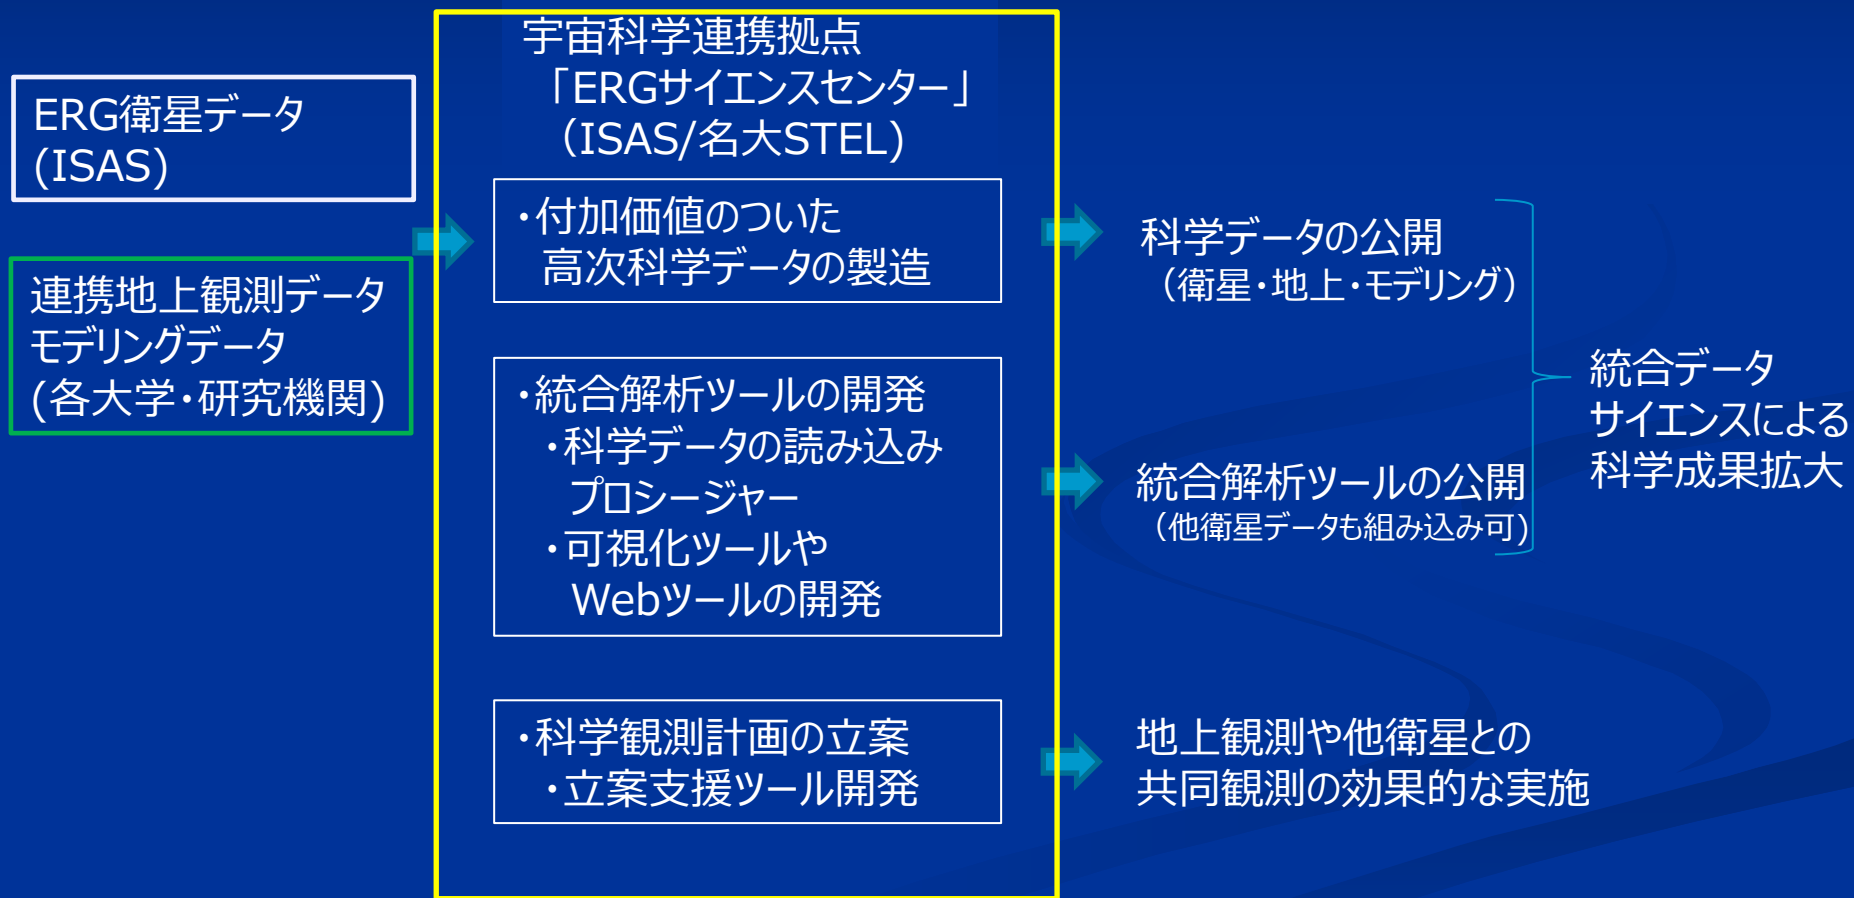 ERG衛星データ
(ISAS)
連携地上観測データ
モデリングデータ
(各大学・研究機関)
宇宙科学連携拠点
「ERGサイエンスセンター」
（ISAS/名大STEL)
・付加価値のついた
高次科学データの製造
・統合解析ツールの開発
・科学データの読み込み
プロシージャー
・可視化ツールや
Webツールの開発
・科学観測計画の立案
・立案支援ツール開発
科学データの公開
（衛星・地上・モデリング）
統合解析ツールの公開
（他衛星データも組み込み可)
地上観測や他衛星との
共同観測の効果的な実施
統合データ
サイエンスによる
科学成果拡大